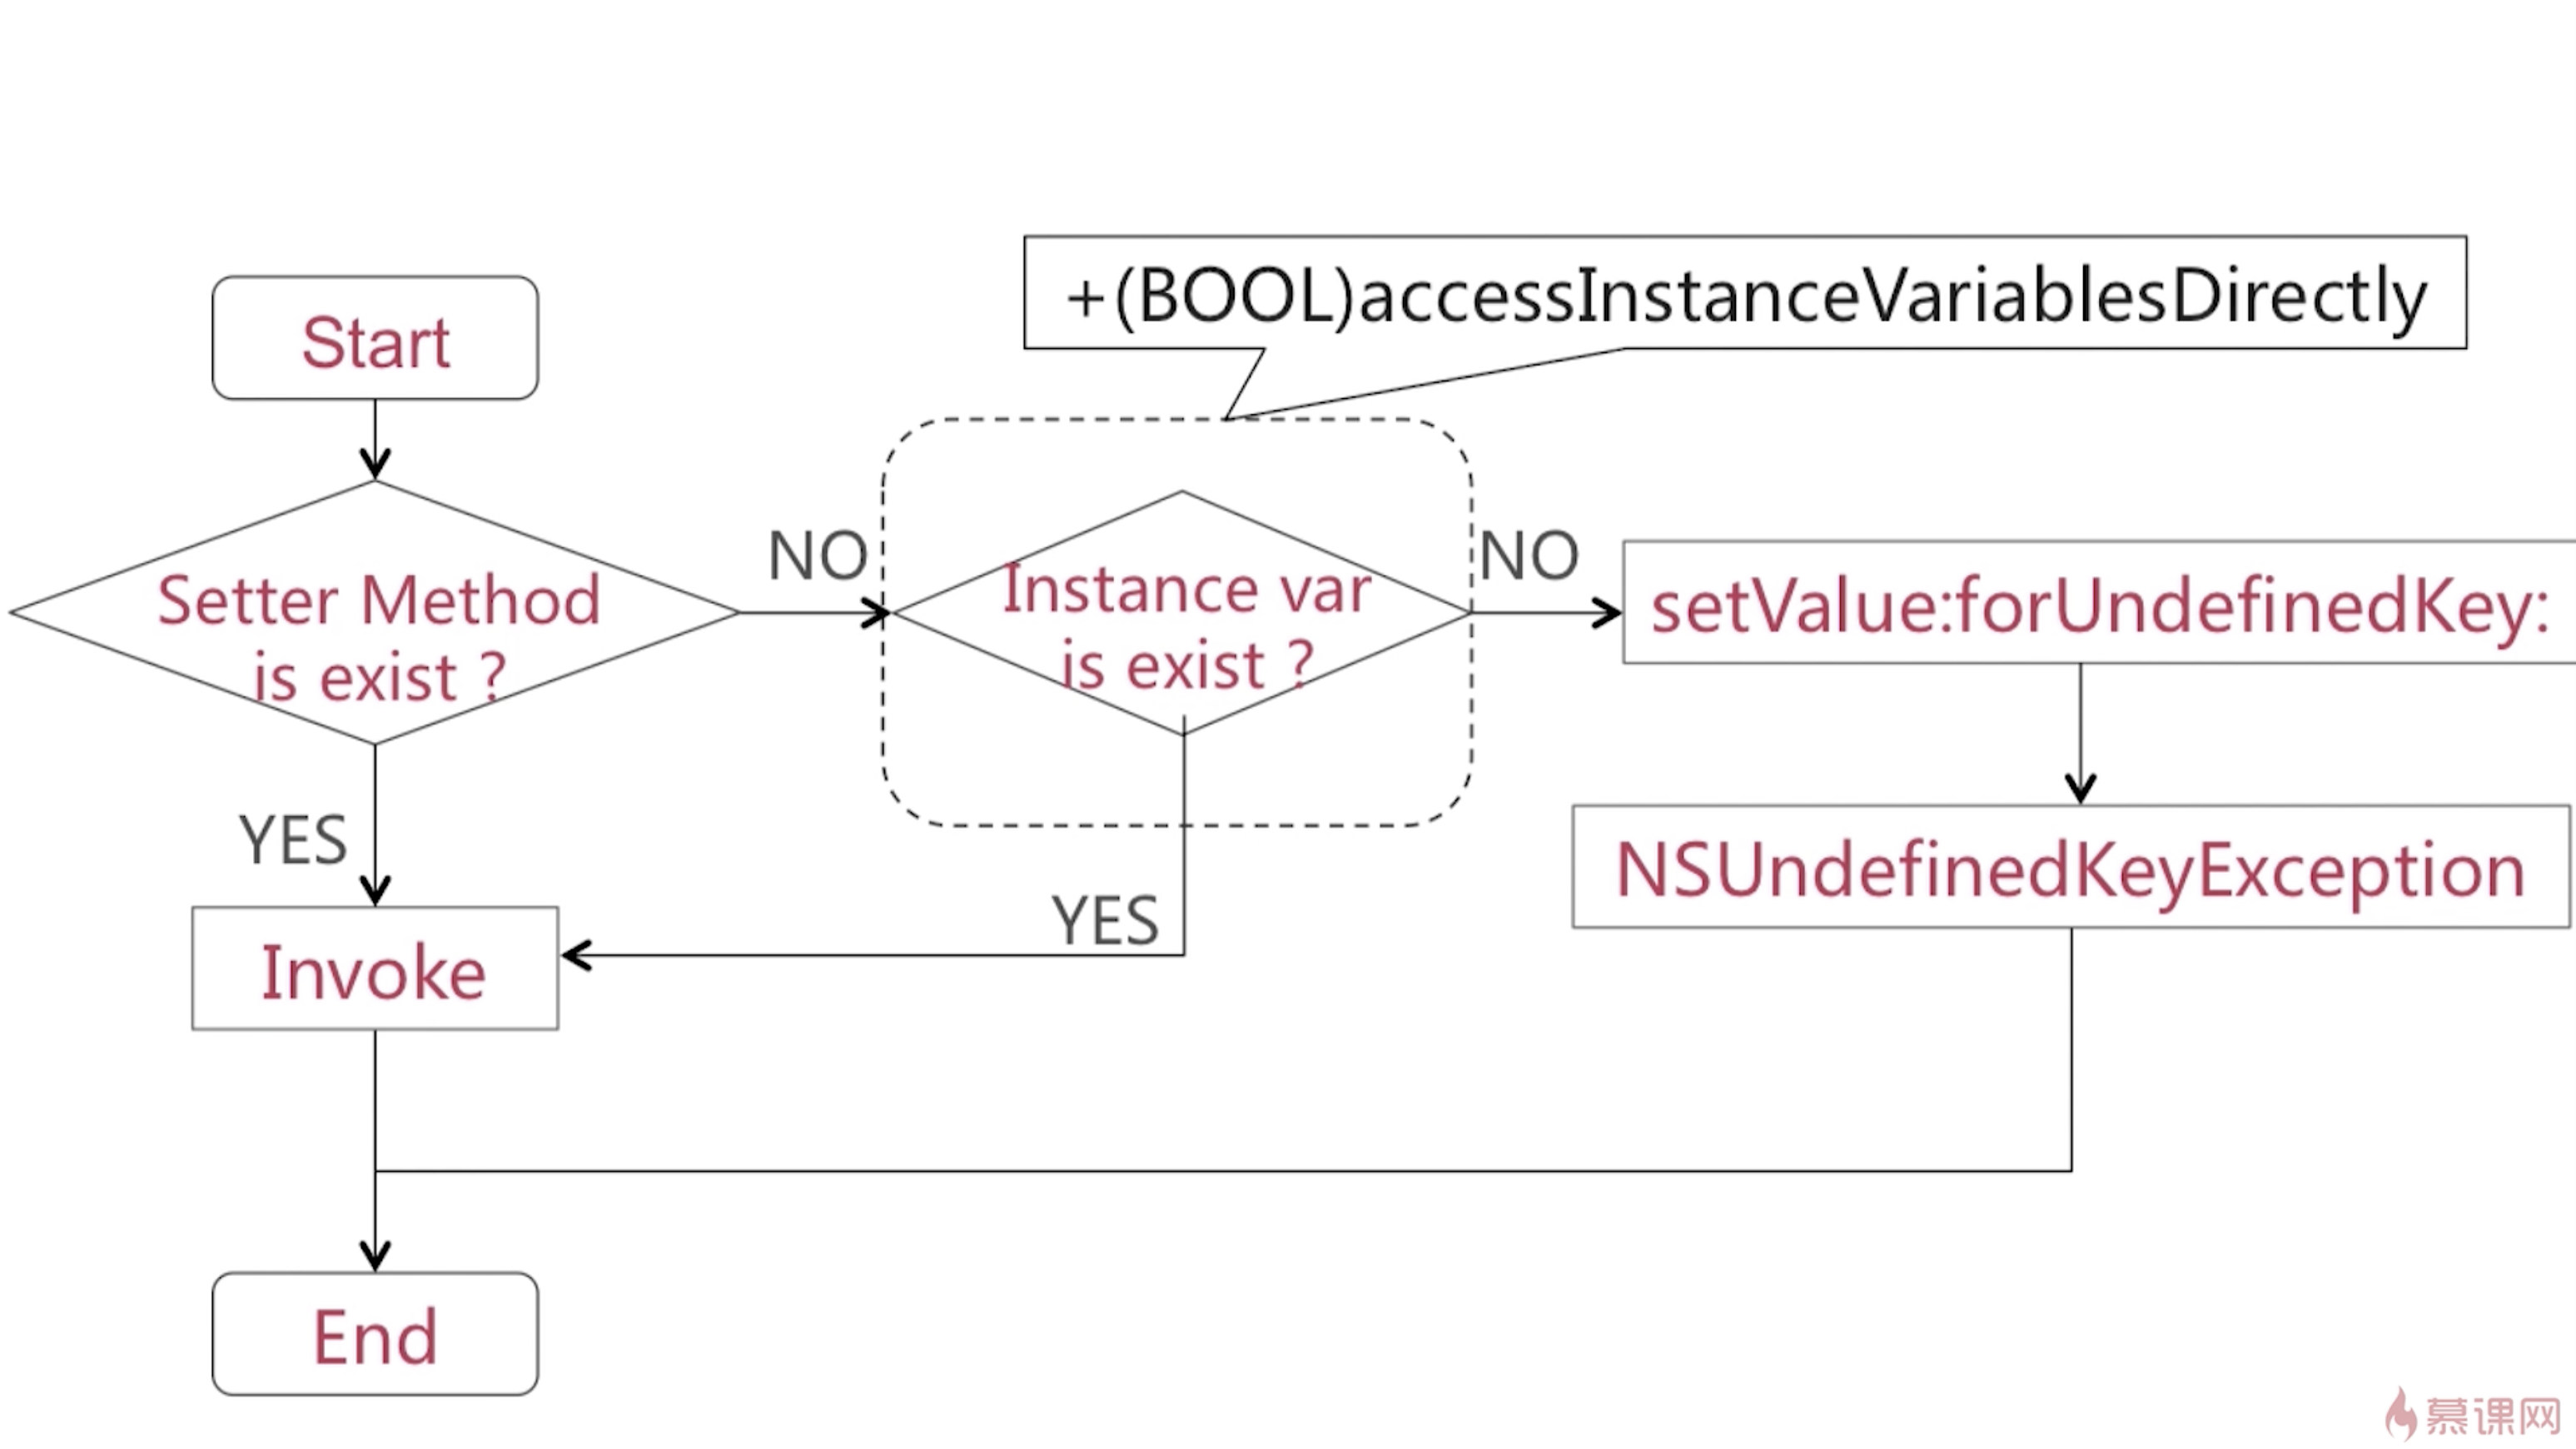 +(BOOL)accessInstanceVariablesDirectly
Start
Setter Method
is exist ?
NO
Instance var
is exist ?
NO
setValue:forUndefinedKey:
YES
YES
NSUndefinedKeyException
Invoke
End
慕课网